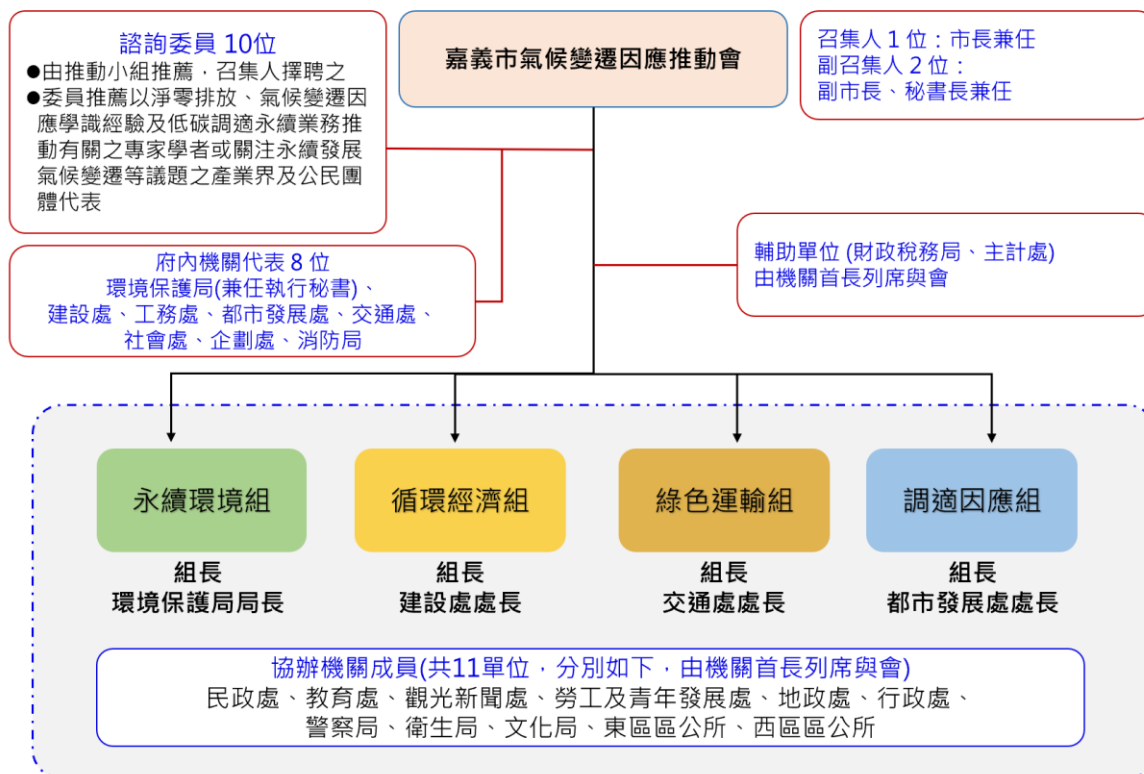 諮詢委員 10位
●由推動小組推薦，召集人擇聘之
●委員推薦以淨零排放、氣候變遷因
應學識經驗及低碳調適永續業務推
動有關之專家學者或關注永續發展
氣候變遷等議題之產業界及公民團
體代表
嘉義市氣候變遷因應推動會
召集人 1 位：市長兼任
副召集人 2 位：
副市長、秘書長兼任
府內機關代表 8 位
環境保護局(兼任執行秘書)、
建設處、工務處、都市發展處、交通處、
社會處、企劃處、消防局
輔助單位 (財政稅務局、主計處)
由機關首長列席與會
永續環境組
組長
環境保護局局長
循環經濟組
組長
建設處處長
綠色運輸組
組長
交通處處長
調適因應組
組長
都市發展處處長
協辦機關成員(共11單位，分別如下，由機關首長列席與會)
民政處、教育處、觀光新聞處、勞工及青年發展處、地政處、行政處、
警察局、衛生局、文化局、東區區公所、西區區公所